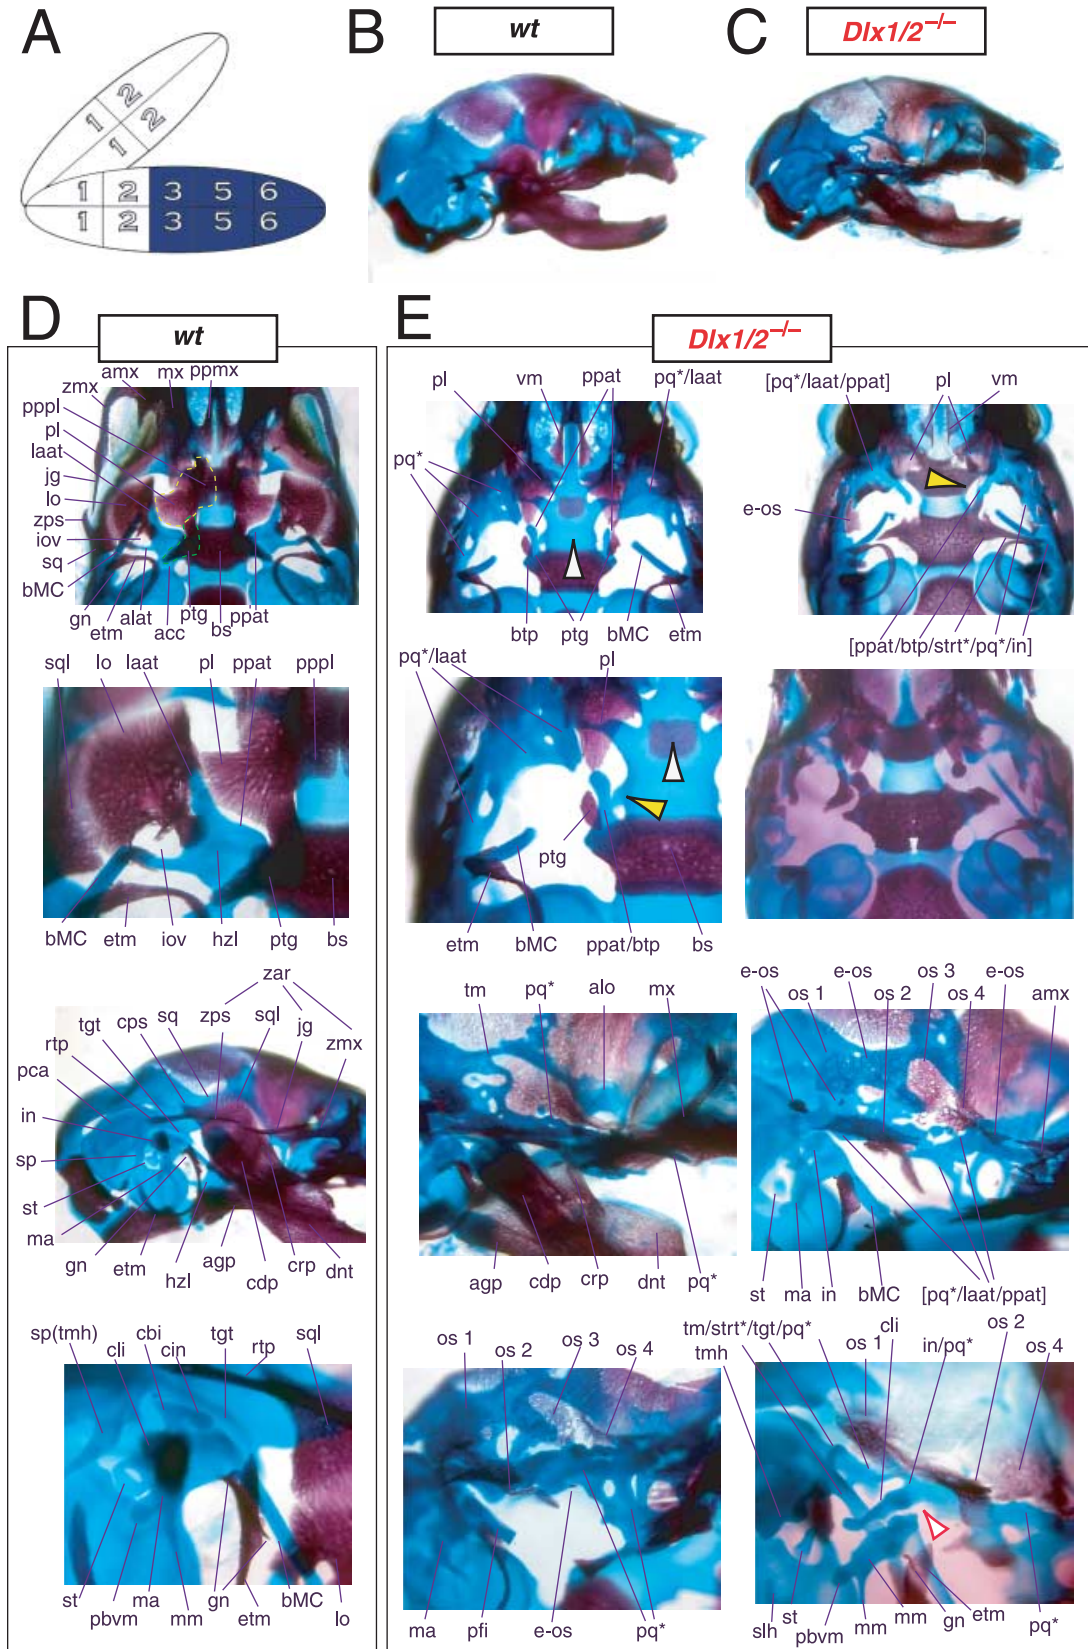 A
B
wt
C
Dlx1/2−/−
2
1
2
1
1 2 3 5 6
1 2 3 5 6
D
wt
amx mx ppmx
zmx
pppl
pl
laat
jg
lo
zps
iov
sq
bMC
gn etm alat acc ptg bs ppat
sql lo laat pl ppat pppl
bMC etm iov hzl ptg bs
zar
tgt cps sq zps sql jg zmx
rtp
pca
in
sp
st
ma
gn etm hzl agp cdp crp dnt
sp(tmh) cli cbi cin tgt rtp sql
st pbvm ma mm gn etm bMC lo
E
Dlx1/2−/−
pl vm ppat pq*/laat
pq*
btp ptg bMC etm
[pq*/laat/ppat] pl vm
e-os
[ppat/btp/strt*/pq*/in]
pq*/laat pl
ptg
etm bMC ppat/btp bs
tm pq* alo mx
agp cdp crp dnt pq*
e-os os 1 e-os os 2 os 3 os 4 e-os amx
st ma in bMC [pq*/laat/ppat]
os 1 os 2 os 3 os 4
ma pfi e-os pq*
tm/strt*/tgt/pq* cli os 2
tmh os 1 in/pq* os 4
slh st pbvm mm mm gn etm pq*